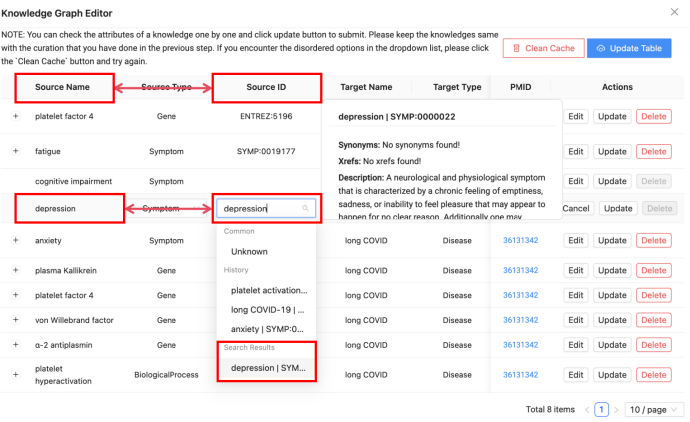 Knowledge Graph Editor
NOTE: You can check the attributes of a knowledge one by one and click update button to submit. Please keep the knowledges same
with the curation that you have done in the previous step. If you encounter the disordered options in the dropdown list, please click
the `Clean Cache` button and try again.
Clean Cache
Update Table
Source Name Source Type Source ID Target Name Target Type PMID Actions
+ platelet factor 4 Gene ENTREZ:5196 Edit Update Delete
+ fatigue Symptom SYMP:0019177 Edit Update Delete
cognitive impairment Symptom Edit Update Delete
depression Symptom depression Cancel Update Delete
depression | SYMP:0000022
Synonyms: No synonyms found!
Xrefs: No xrefs found!
Description: A neurological and physiological symptom
that is characterized by a chronic feeling of emptiness,
sadness, or inability to feel pleasure that may appear to
happen for no clear reason. Additionally one may
+ anxiety Symptom long COVID Disease 36131342 Edit Update Delete
+ plasma Kallikrein Gene long COVID Disease 36131342 Edit Update Delete
+ platelet factor 4 Gene long COVID Disease 36131342 Edit Update Delete
+ von Willebrand factor Gene long COVID Disease 36131342 Edit Update Delete
+ α-2 antiplasmin Gene long COVID Disease 36131342 Edit Update Delete
+ platelet
hyperactivation BiologicalProcess long COVID Disease 36131342 Edit Update Delete
Common
Unknown
History
platelet activation...
long COVID-19 | ...
anxiety | SYMP:0...
Search Results
depression | SYM...
Total 8 items < 1 > 10 / page